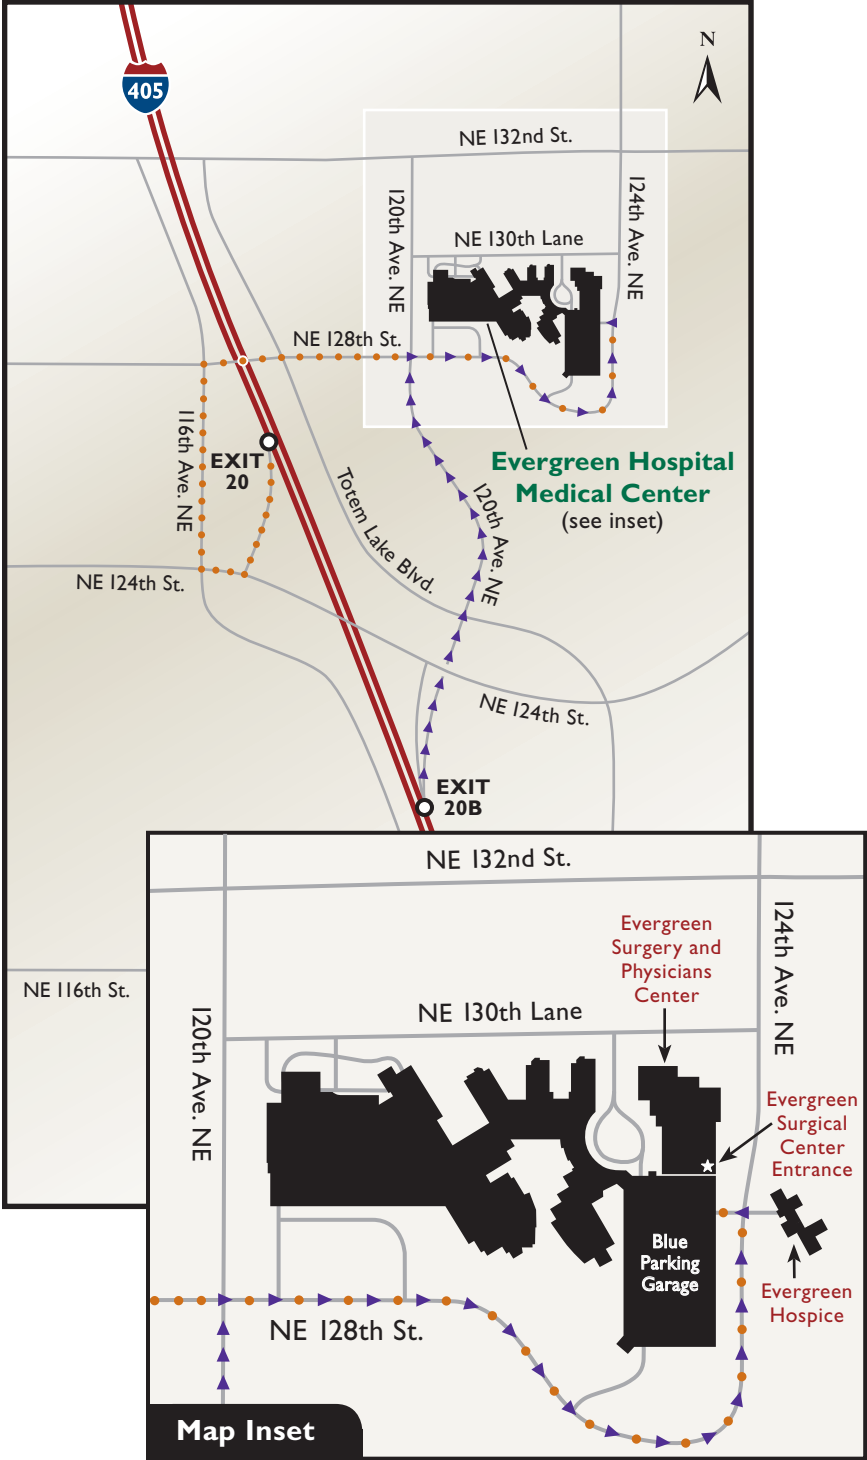 N
405
NE 132nd St.
120th Ave. NE
124th Ave. NE
NE 130th Lane
NE 128th St.
116th Ave. NE
EXIT
20
Evergreen Hospital
Medical Center
(see inset)
Totem Lake Blvd.
120th Ave. NE
NE 124th St.
NE 124th St.
EXIT
20B
NE 116th St.
NE 132nd St.
Evergreen
Surgery and
Physicians
Center
124th Ave. NE
NE 130th Lane
120th Ave. NE
Evergreen
Surgical
Center
Entrance
Blue
Parking
Garage
Evergreen
Hospice
NE 128th St.
Map Inset